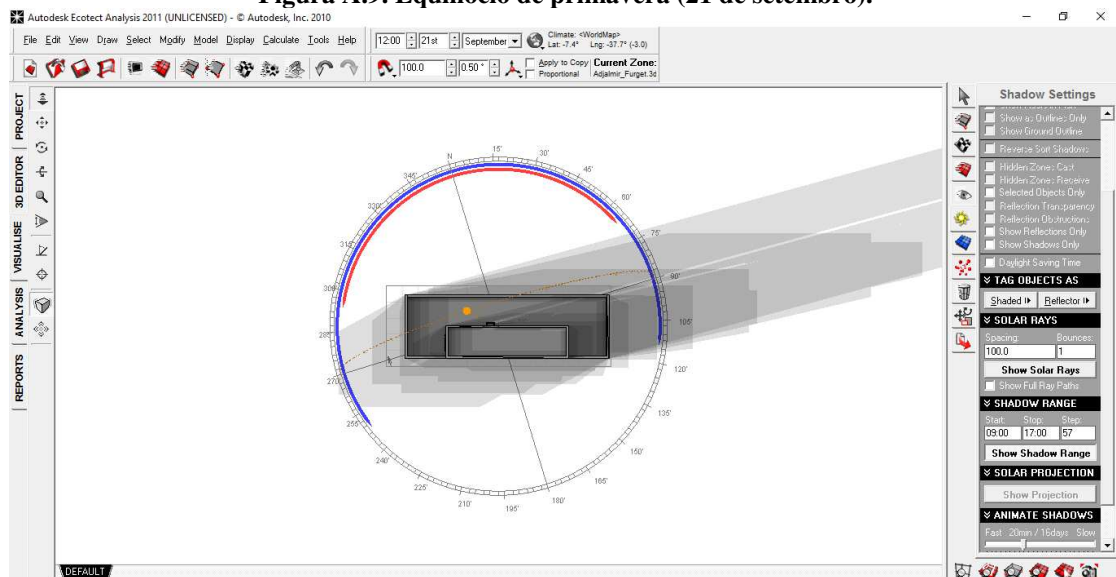 Figura A.9. Equinócio de primavera (21 de setembro).
Autodesk Ecotect Analysis 2011 (UNLICENSED) - © Autodesk, Inc. 2010
File Edit View Draw Select Modify Model Display Calculate Tools Help
12:00 21st September
Climate: <WorldMap>
Lat: -7.4° Lng: -37.7° (-3.0)
100.0 0.50 °
Apply to Copy
Proportional
Current Zone:
Adjalmir_Furget.3d
PROJECT
3D EDITOR
VISUALISE
ANALYSIS
REPORTS
N
15°
30°
45°
60°
75°
90°
105°
120°
135°
150°
165°
180°
195°
210°
225°
240°
255°
270°
285°
300°
315°
330°
345°
DEFAULT
Shadow Settings
Show as Outlines Only
Show Ground Outline
Reverse Sort Shadows
Hidden Zones Cast
Hidden Zones Receive
Selected Objects Only
Reflection Transparency
Reflection Obstructions
Show Reflections Only
Show Shadows Only
Daylight Saving Time
TAG OBJECTS AS
Shaded
Reflector
SOLAR RAYS
Spacing: Bounces:
100.0 1
Show Solar Rays
Show Full Ray Paths
SHADOW RANGE
Start: Stop: Step:
09:00 17:00 57
Show Shadow Range
SOLAR PROJECTION
Show Projection
ANIMATE SHADOWS
Fast 20min / 16days Slow